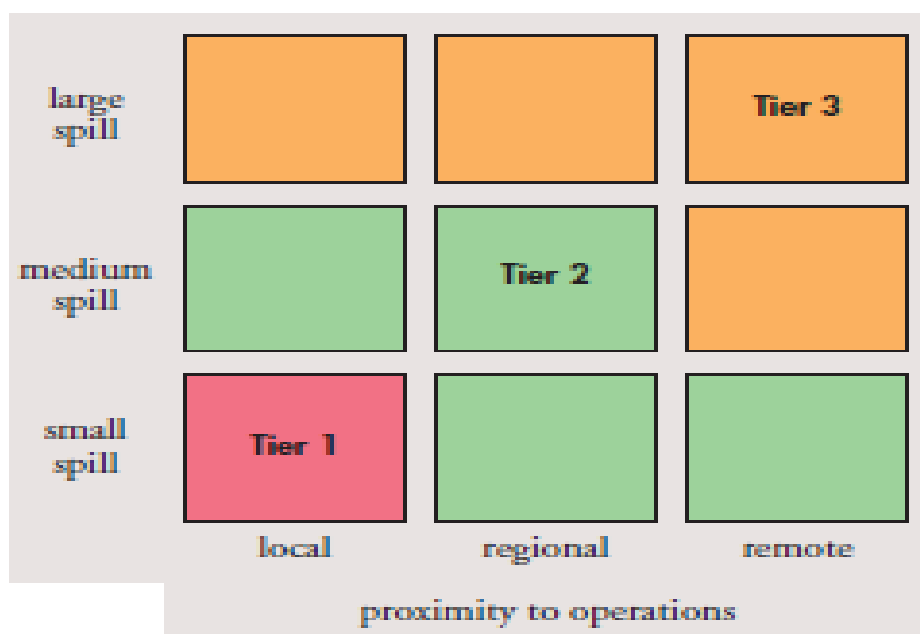 large
spill
Tier 3
medium
spill
Tier 2
small
spill
Tier 1
local regional remote
proximity to operations